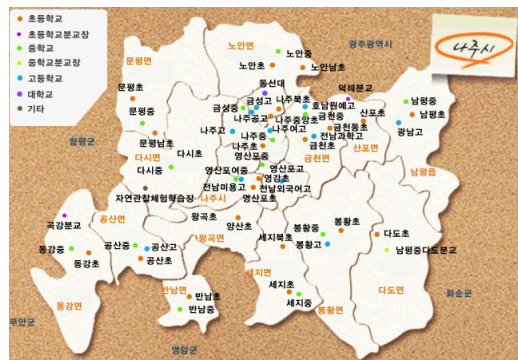 초등학교
초등학교분교장
중학교
중학교분교장
고등학교
대학교
기타
나주시
광주광역시
노안면
노안중
노안초
노안남초
문평면
문평초
문평중
문평남초
동신대
금성고
금성중
나주북초
호남원예고
나주공고
나주중앙초
금천중
나주고
나주여고
금천동초
나주중
전남과학고
나주초
금천초
금천면
덕례분교
산포초
산포면
남평중
남평초
광남고
남평읍
함평군
다시면
다시초
다시중
영산포중
영산포여중
영산포고
영강초
전남미용고
전남외국어고
나주시
영산포초
자연관찰체험학습장
공산면
곡강분교
동강중
동강초
동강면
공산중
공산고
공산초
왕곡초
양산초
왕곡면
세지북초
봉황중
봉황초
봉황고
다도초
남평중다도분교
다도면
화순군
세지면
세지초
세지중
봉황면
반남면
반남초
반남중
무안군
영암군